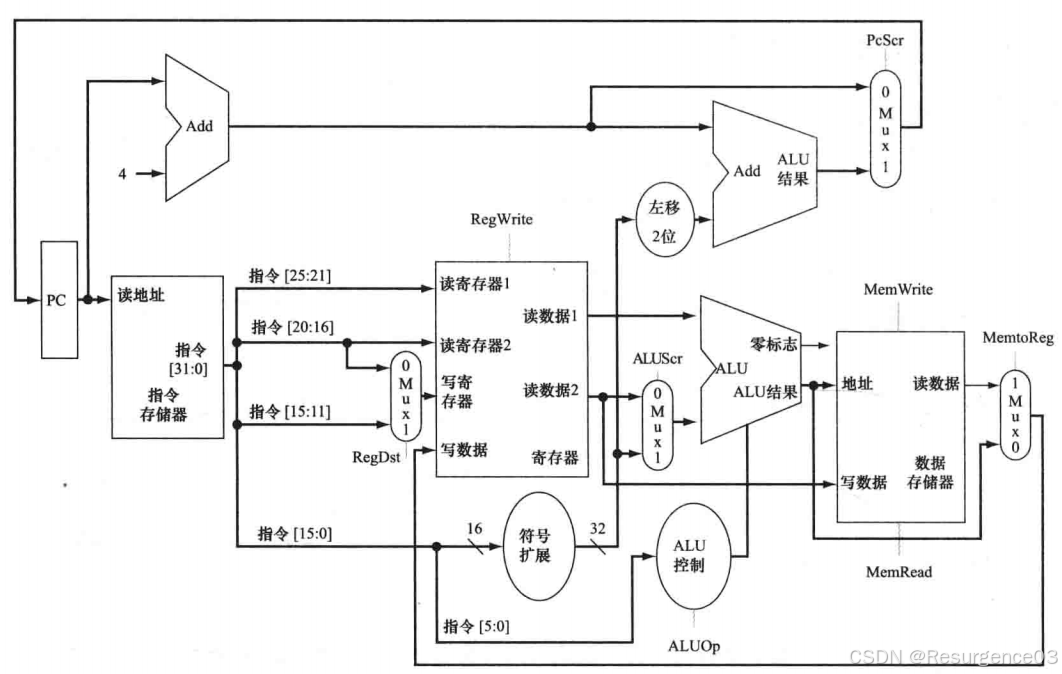 PcScr
0
M
u
x
1
Add
4
Add
ALU
结果
左移
2位
RegWrite
PC
读地址
指令
[31:0]
指令
存储器
指令 [25:21]
指令 [20:16]
指令 [15:11]
0
M
u
x
1
RegDst
读寄存器1
读寄存器2
写寄
存器
写数据
读数据1
读数据2
寄存器
ALUScr
0
M
u
x
1
零标志
ALU
ALU结果
MemWrite
地址
读数据
写数据
数据
存储器
MemRead
MemtoReg
1
M
u
x
0
指令 [15:0]
16
符号
扩展
32
ALU
控制
指令 [5:0]
ALUOp
CSDN @Resurgence03